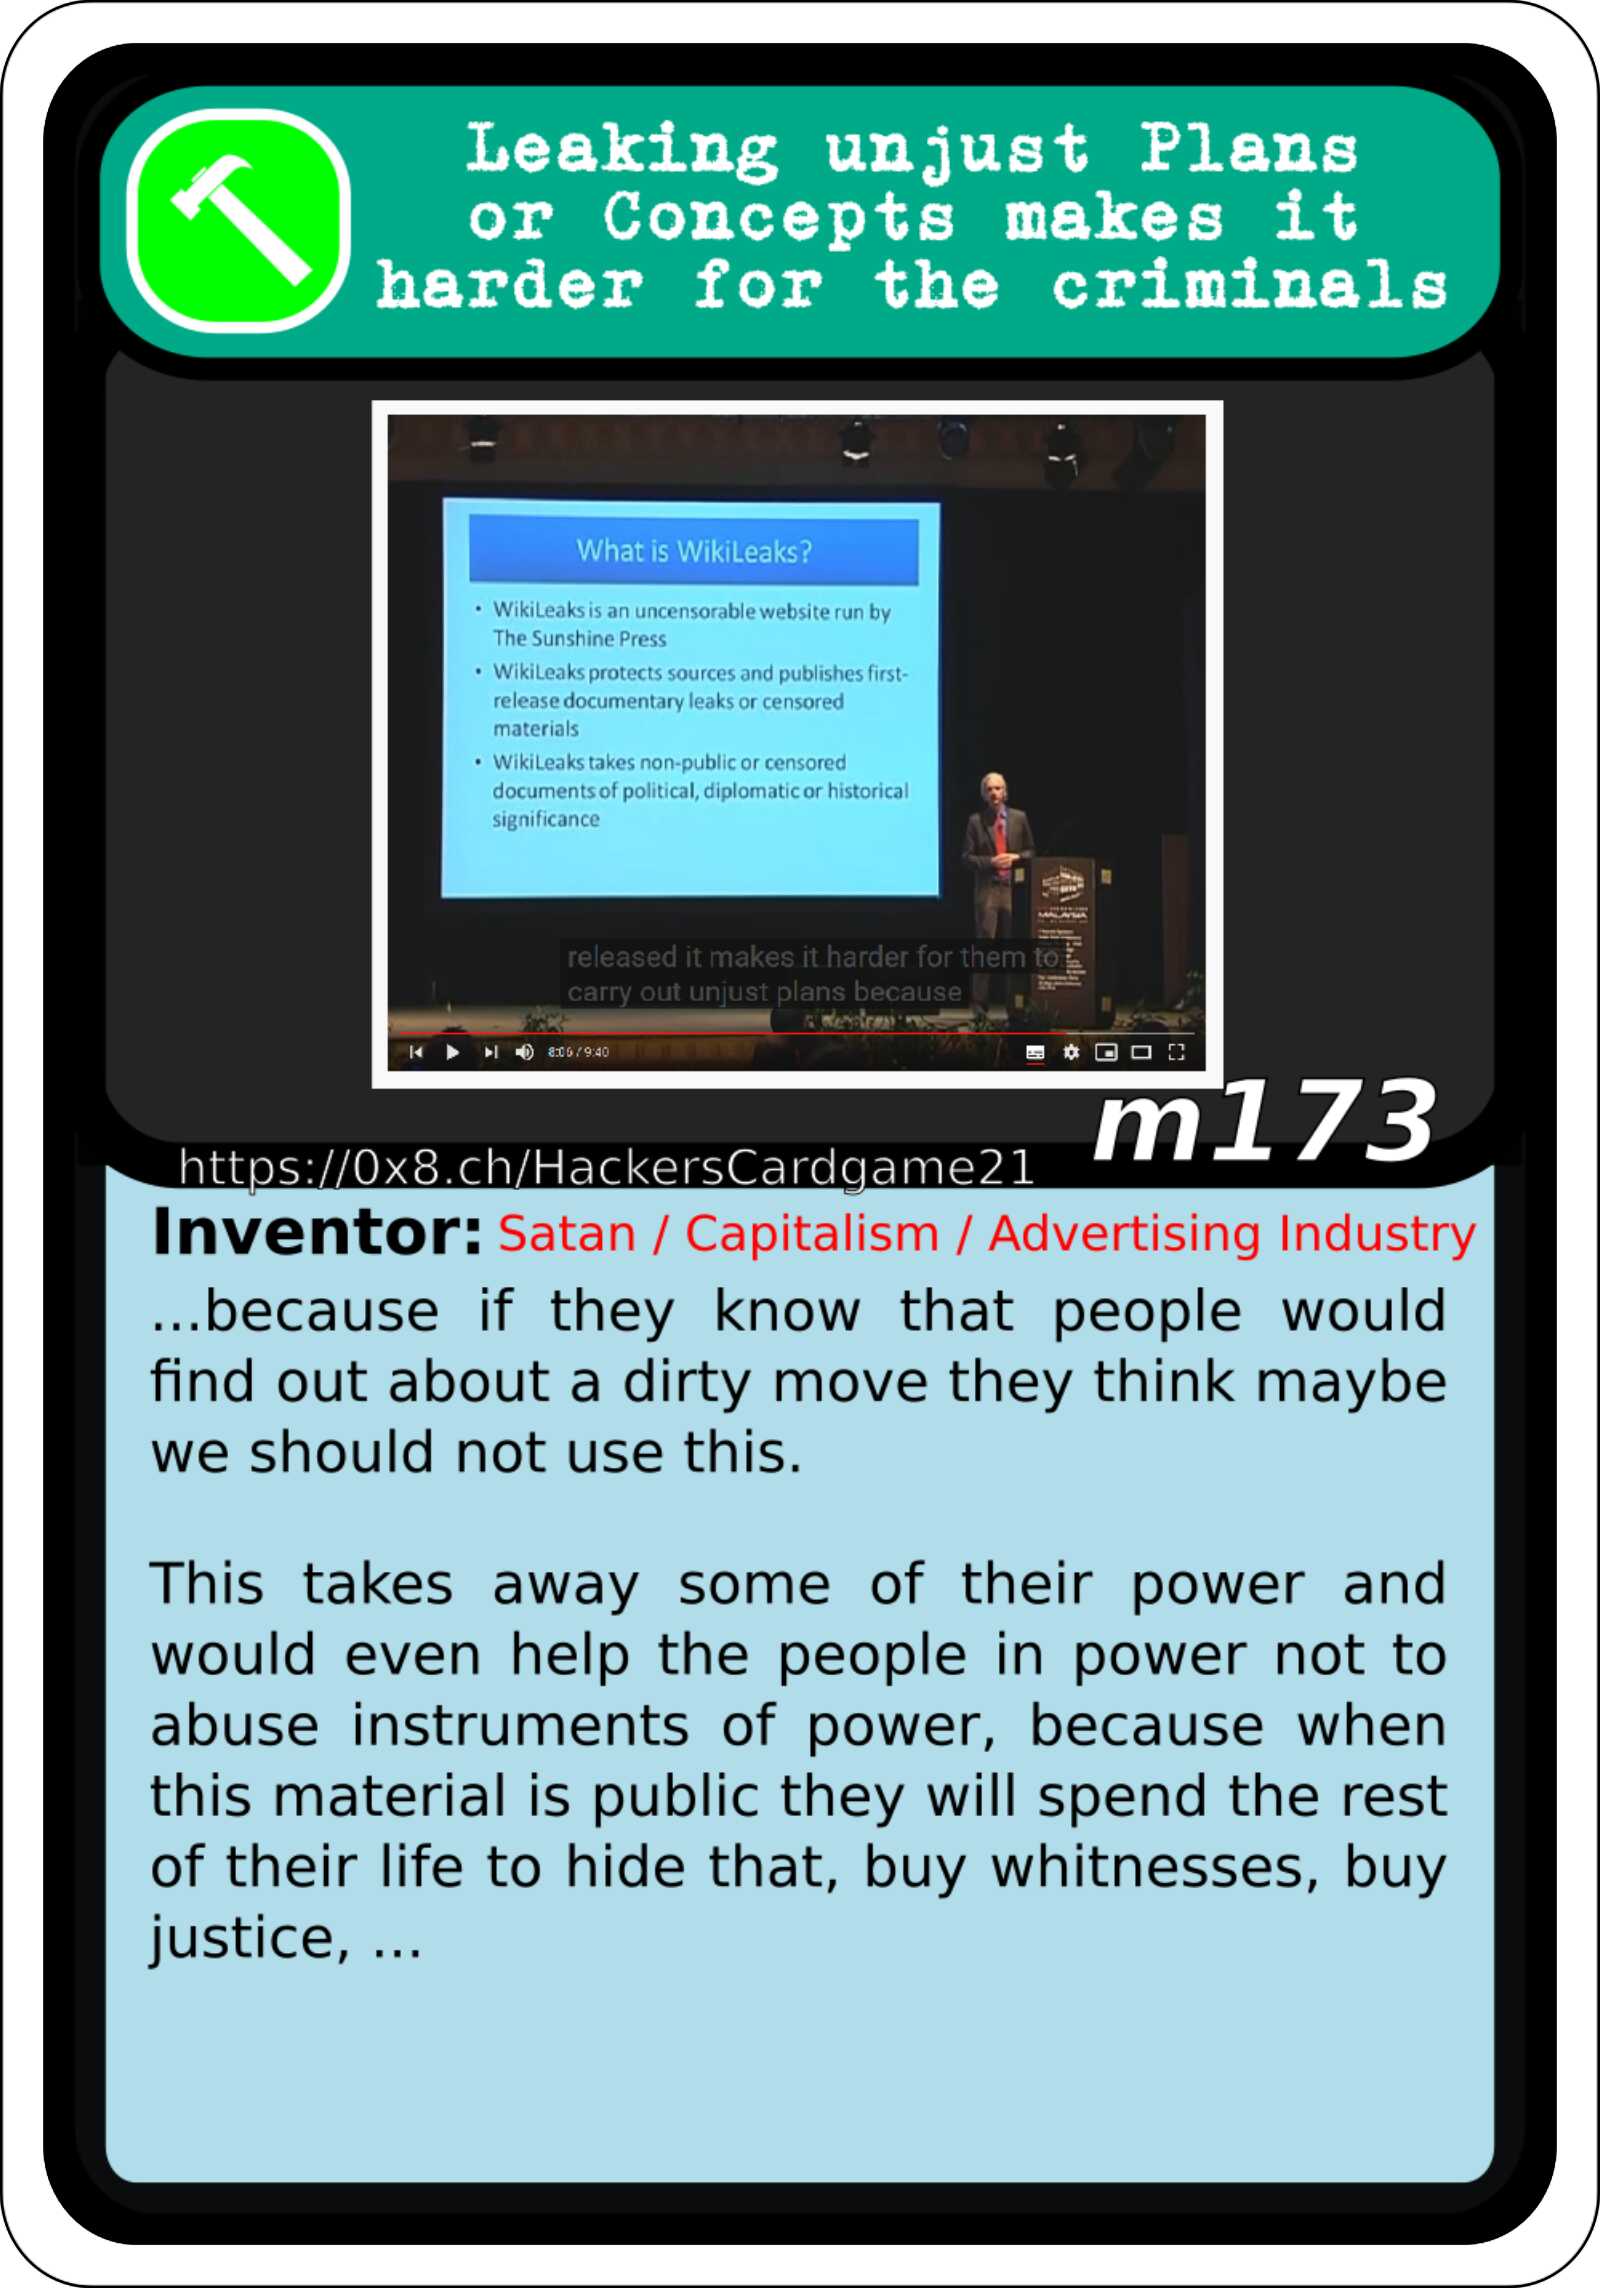 Leaking unjust Plans
or Concepts makes it
harder for the criminals
What is WikiLeaks?
• WikiLeaks is an uncensorable website run by
The Sunshine Press
• WikiLeaks protects sources and publishes first-
release documentary leaks or censored
materials
• WikiLeaks takes non-public or censored
documents of political, diplomatic or historical
significance
MALAYSIA
released it makes it harder for them to
carry out unjust plans because
8:06 / 9:40
m173
https://0x8.ch/HackersCardgame21
Inventor: Satan / Capitalism / Advertising Industry
...because if they know that people would
find out about a dirty move they think maybe
we should not use this.
This takes away some of their power and
would even help the people in power not to
abuse instruments of power, because when
this material is public they will spend the rest
of their life to hide that, buy whitnesses, buy
justice, ...